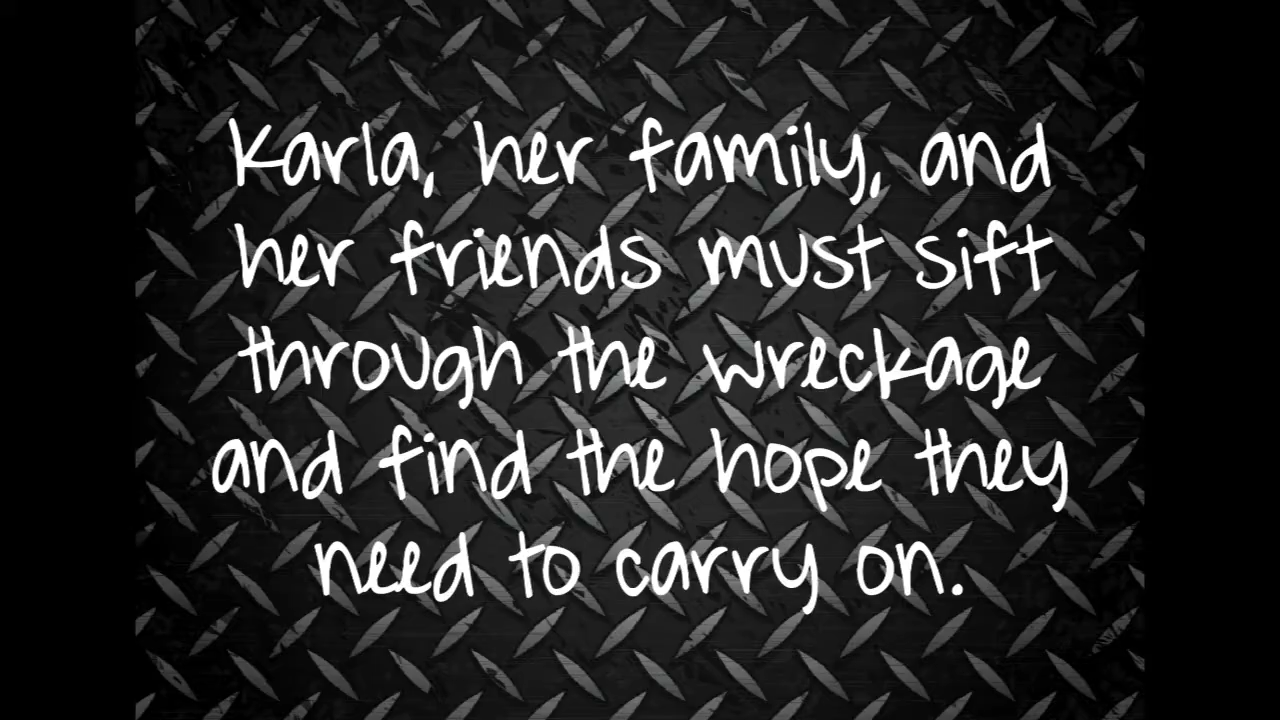 Karla, her family, and
her friends must sift
through the wreckage
and find the hope they
need to carry on.